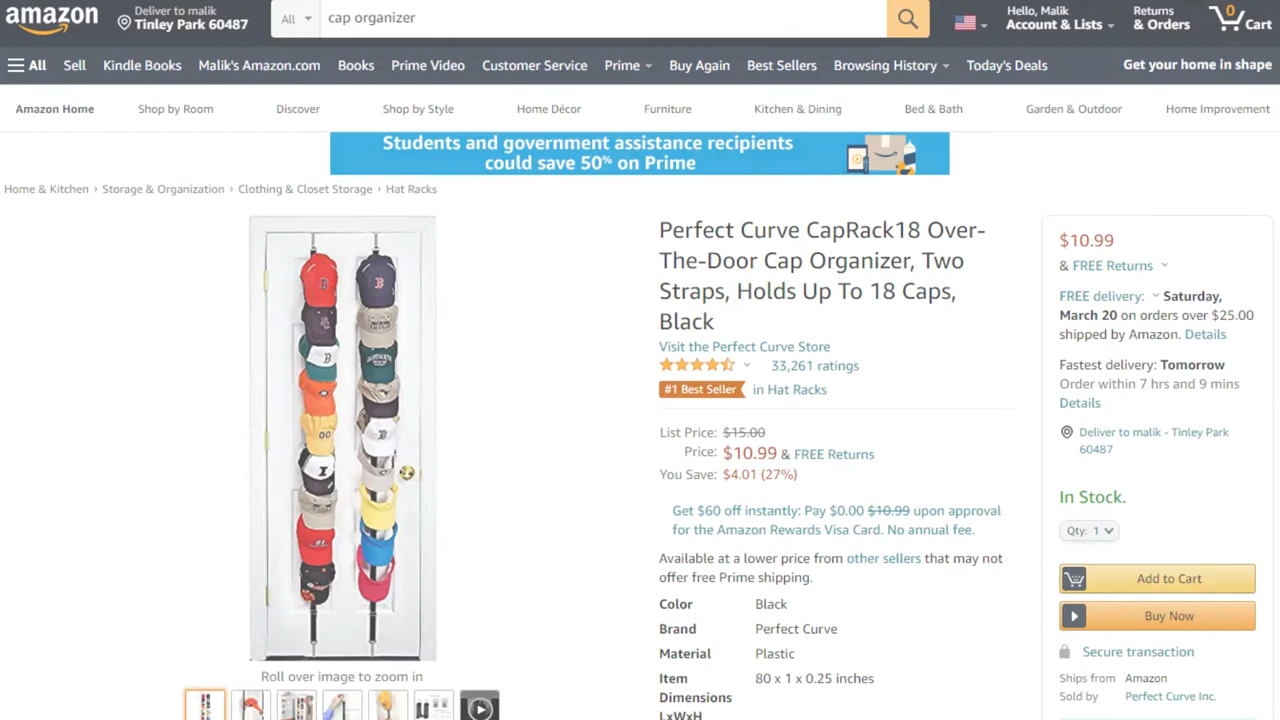 amazon
Deliver to malik
Tinley Park 60487
All
cap organizer
Hello, Malik
Account & Lists
Returns
& Orders
0
Cart
All
Sell
Kindle Books
Malik's Amazon.com
Books
Prime Video
Customer Service
Prime
Buy Again
Best Sellers
Browsing History
Today's Deals
Get your home in shape
Amazon Home
Shop by Room
Discover
Shop by Style
Home Décor
Furniture
Kitchen & Dining
Bed & Bath
Garden & Outdoor
Home Improvement
Students and government assistance recipients
could save 50% on Prime
Home & Kitchen › Storage & Organization › Clothing & Closet Storage › Hat Racks
Roll over image to zoom in
Perfect Curve CapRack18 Over-
The-Door Cap Organizer, Two
Straps, Holds Up To 18 Caps,
Black
Visit the Perfect Curve Store
33,261 ratings
#1 Best Seller in Hat Racks
List Price: $15.00
Price: $10.99 & FREE Returns
You Save: $4.01 (27%)
Get $60 off instantly: Pay $0.00 $10.99 upon approval
for the Amazon Rewards Visa Card. No annual fee.
Available at a lower price from other sellers that may not
offer free Prime shipping.
Color Black
Brand Perfect Curve
Material Plastic
Item 80 x 1 x 0.25 inches
Dimensions
LxWxH
$10.99
& FREE Returns
FREE delivery: Saturday,
March 20 on orders over $25.00
shipped by Amazon. Details
Fastest delivery: Tomorrow
Order within 7 hrs and 9 mins
Details
Deliver to malik - Tinley Park
60487
In Stock.
Qty: 1
Add to Cart
Buy Now
Secure transaction
Ships from Amazon
Sold by Perfect Curve Inc.